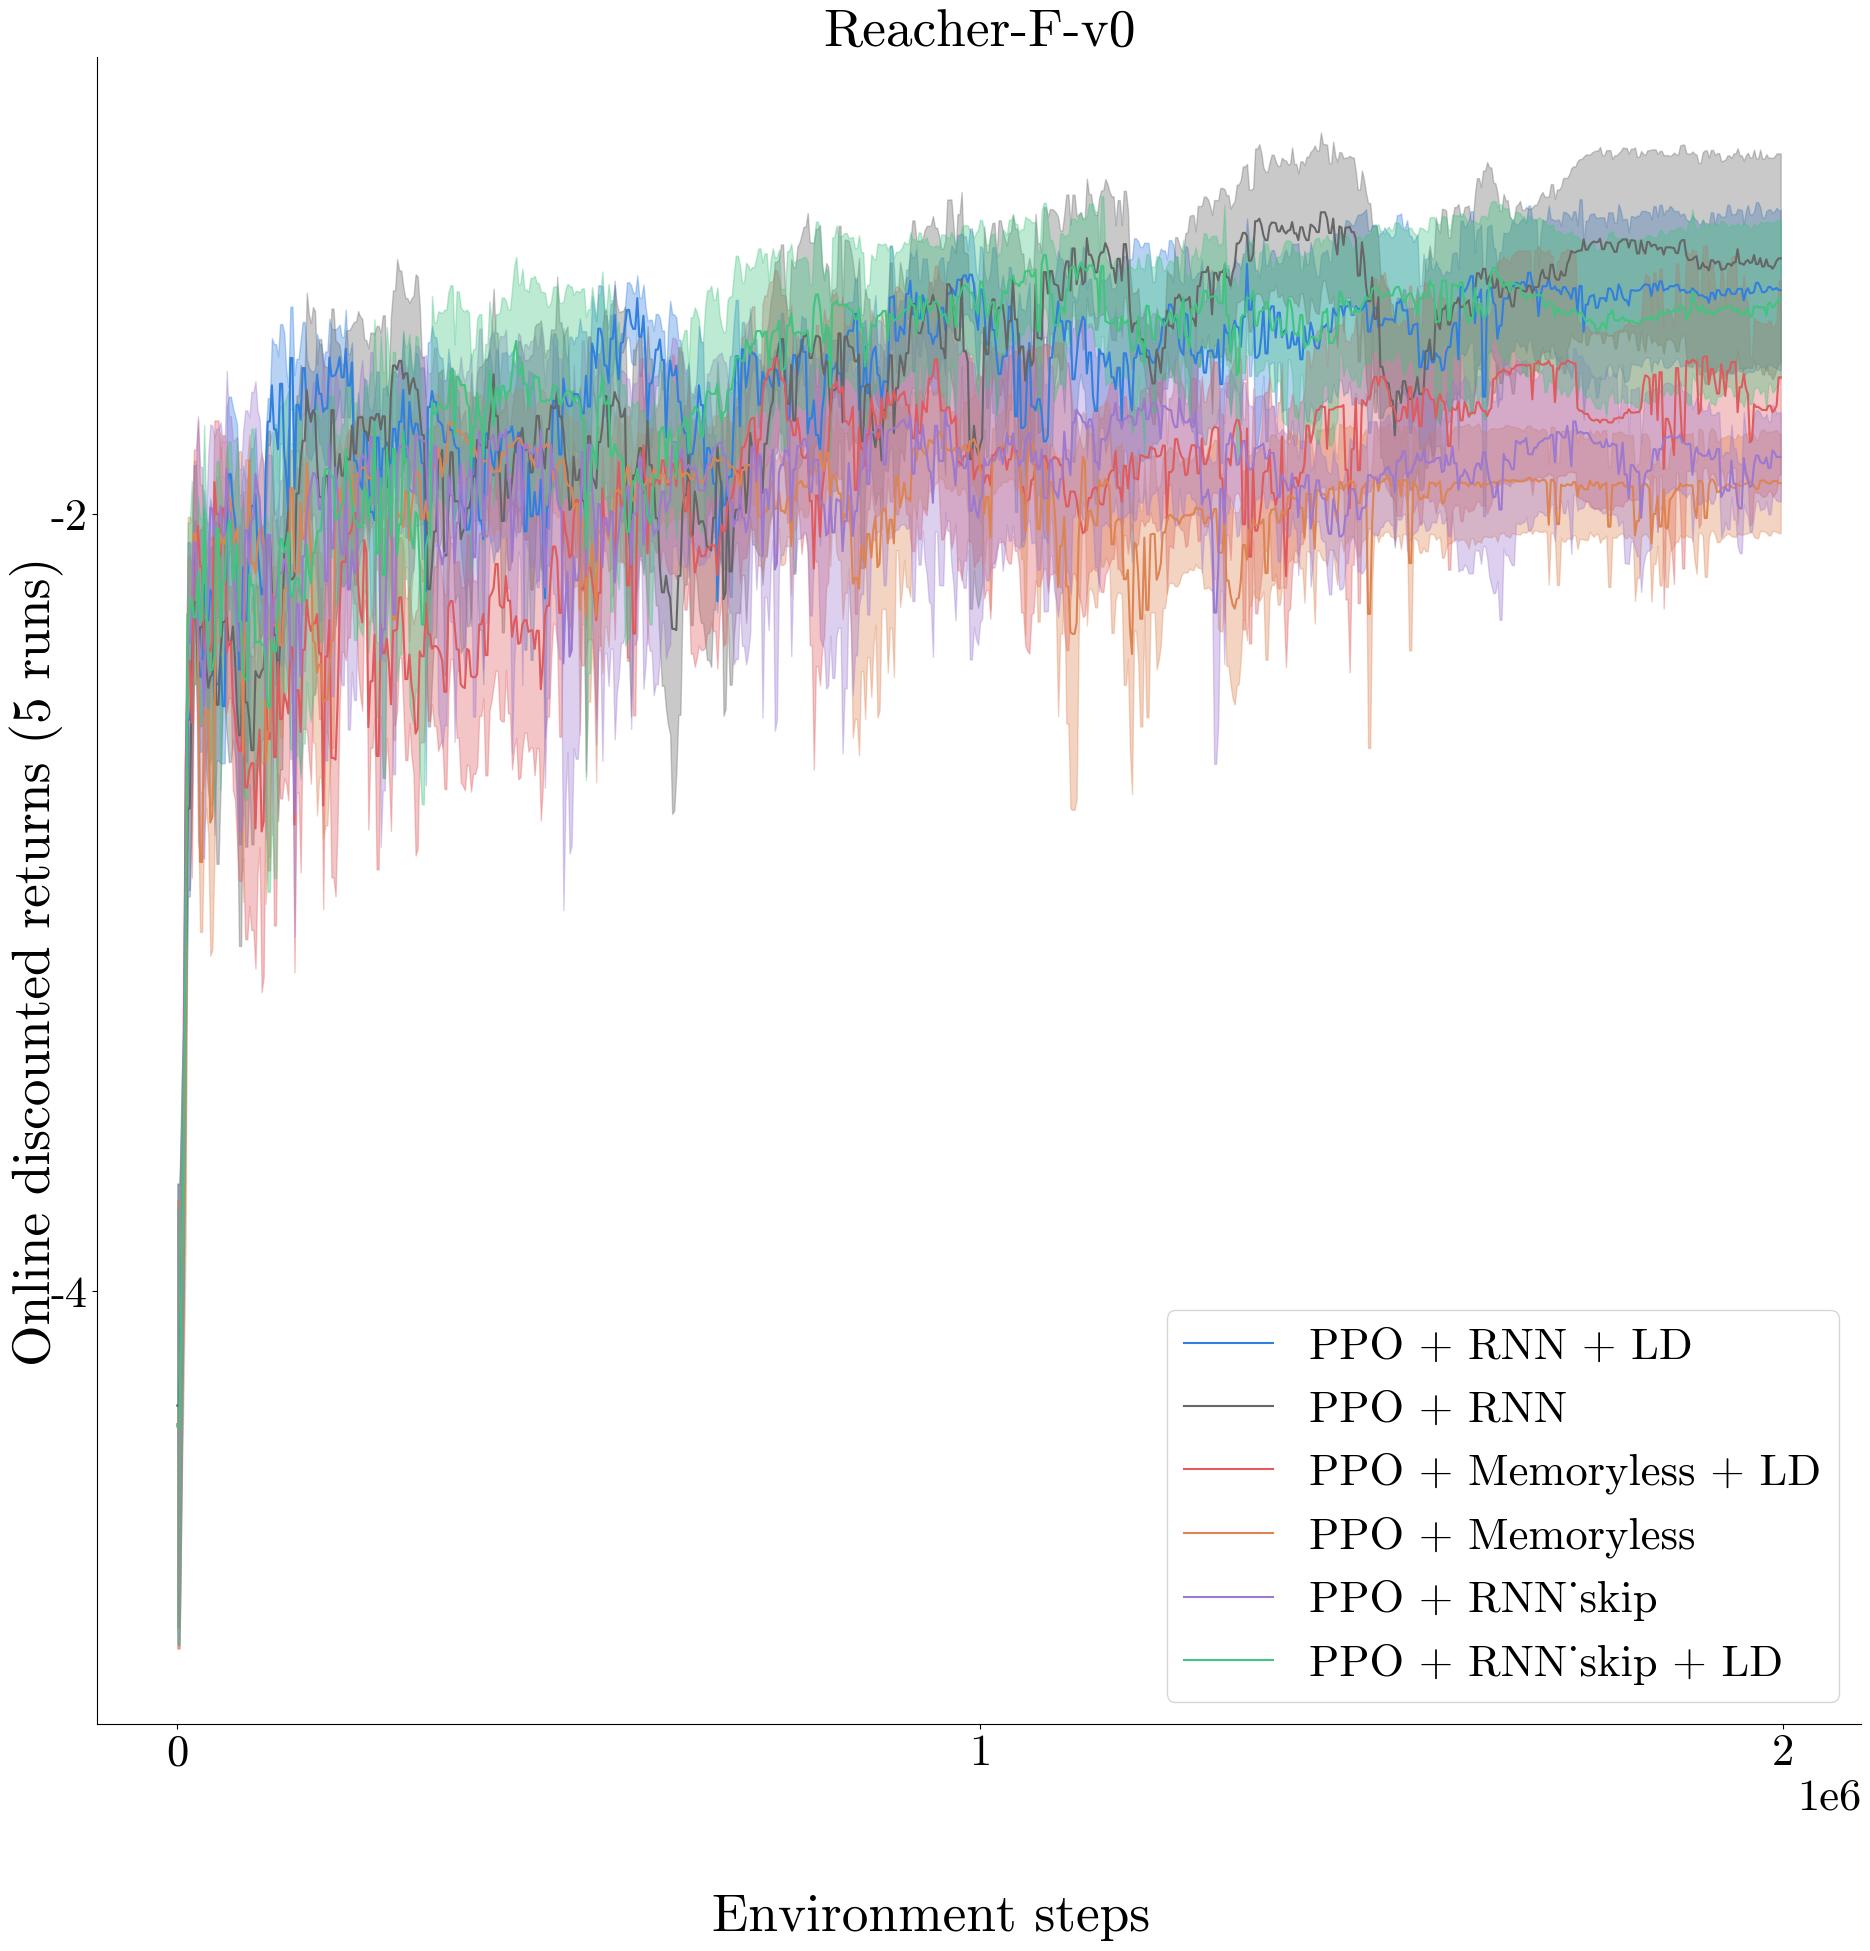 Reacher-F-v0
Online discounted returns (5 runs)
-2
-4
PPO + RNN + LD
PPO + RNN
PPO + Memoryless + LD
PPO + Memoryless
PPO + RNN˙skip
PPO + RNN˙skip + LD
0
1
2
1e6
Environment steps